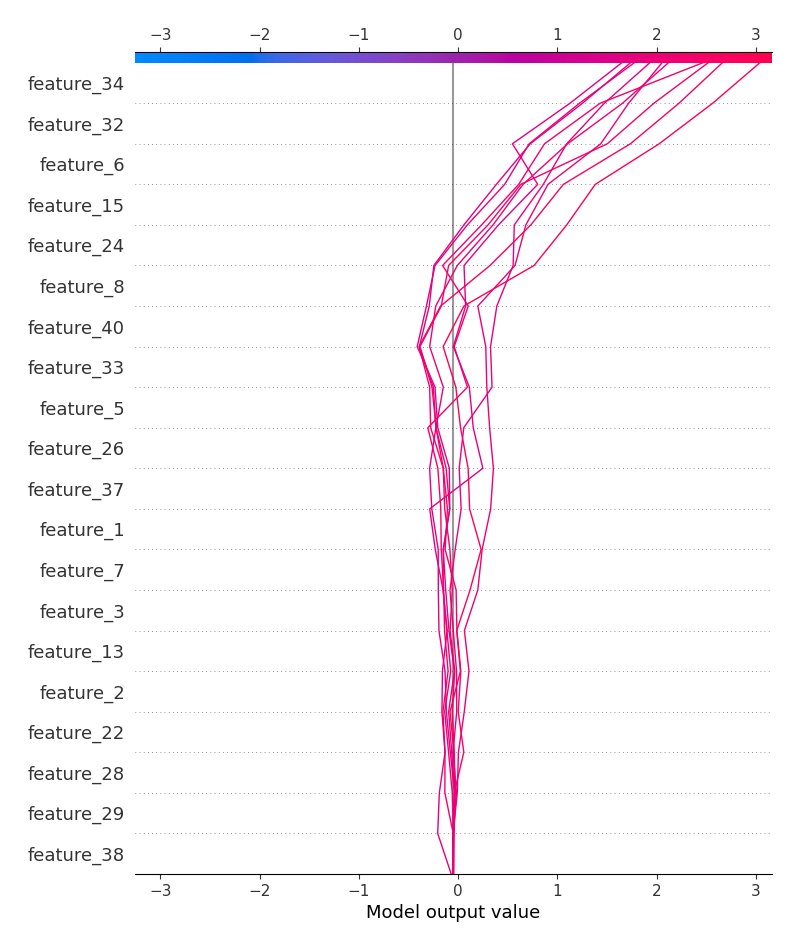 −3 −2 −1 0 1 2 3
feature_34
feature_32
feature_6
feature_15
feature_24
feature_8
feature_40
feature_33
feature_5
feature_26
feature_37
feature_1
feature_7
feature_3
feature_13
feature_2
feature_22
feature_28
feature_29
feature_38
−3 −2 −1 0 1 2 3
Model output value